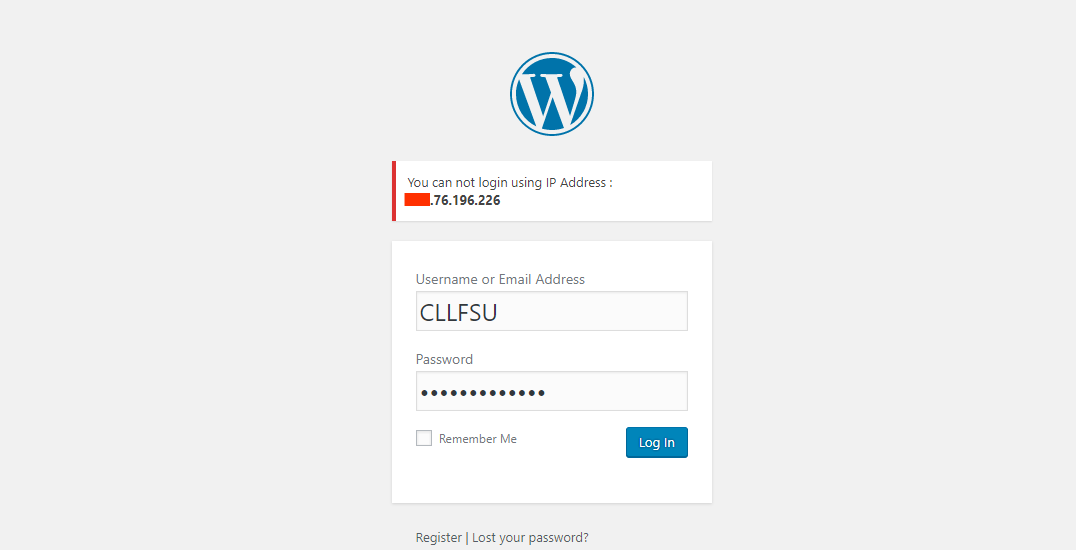 You can not login using IP Address :
.76.196.226
Username or Email Address
CLLFSU
Password
Remember Me
Log In
Register | Lost your password?